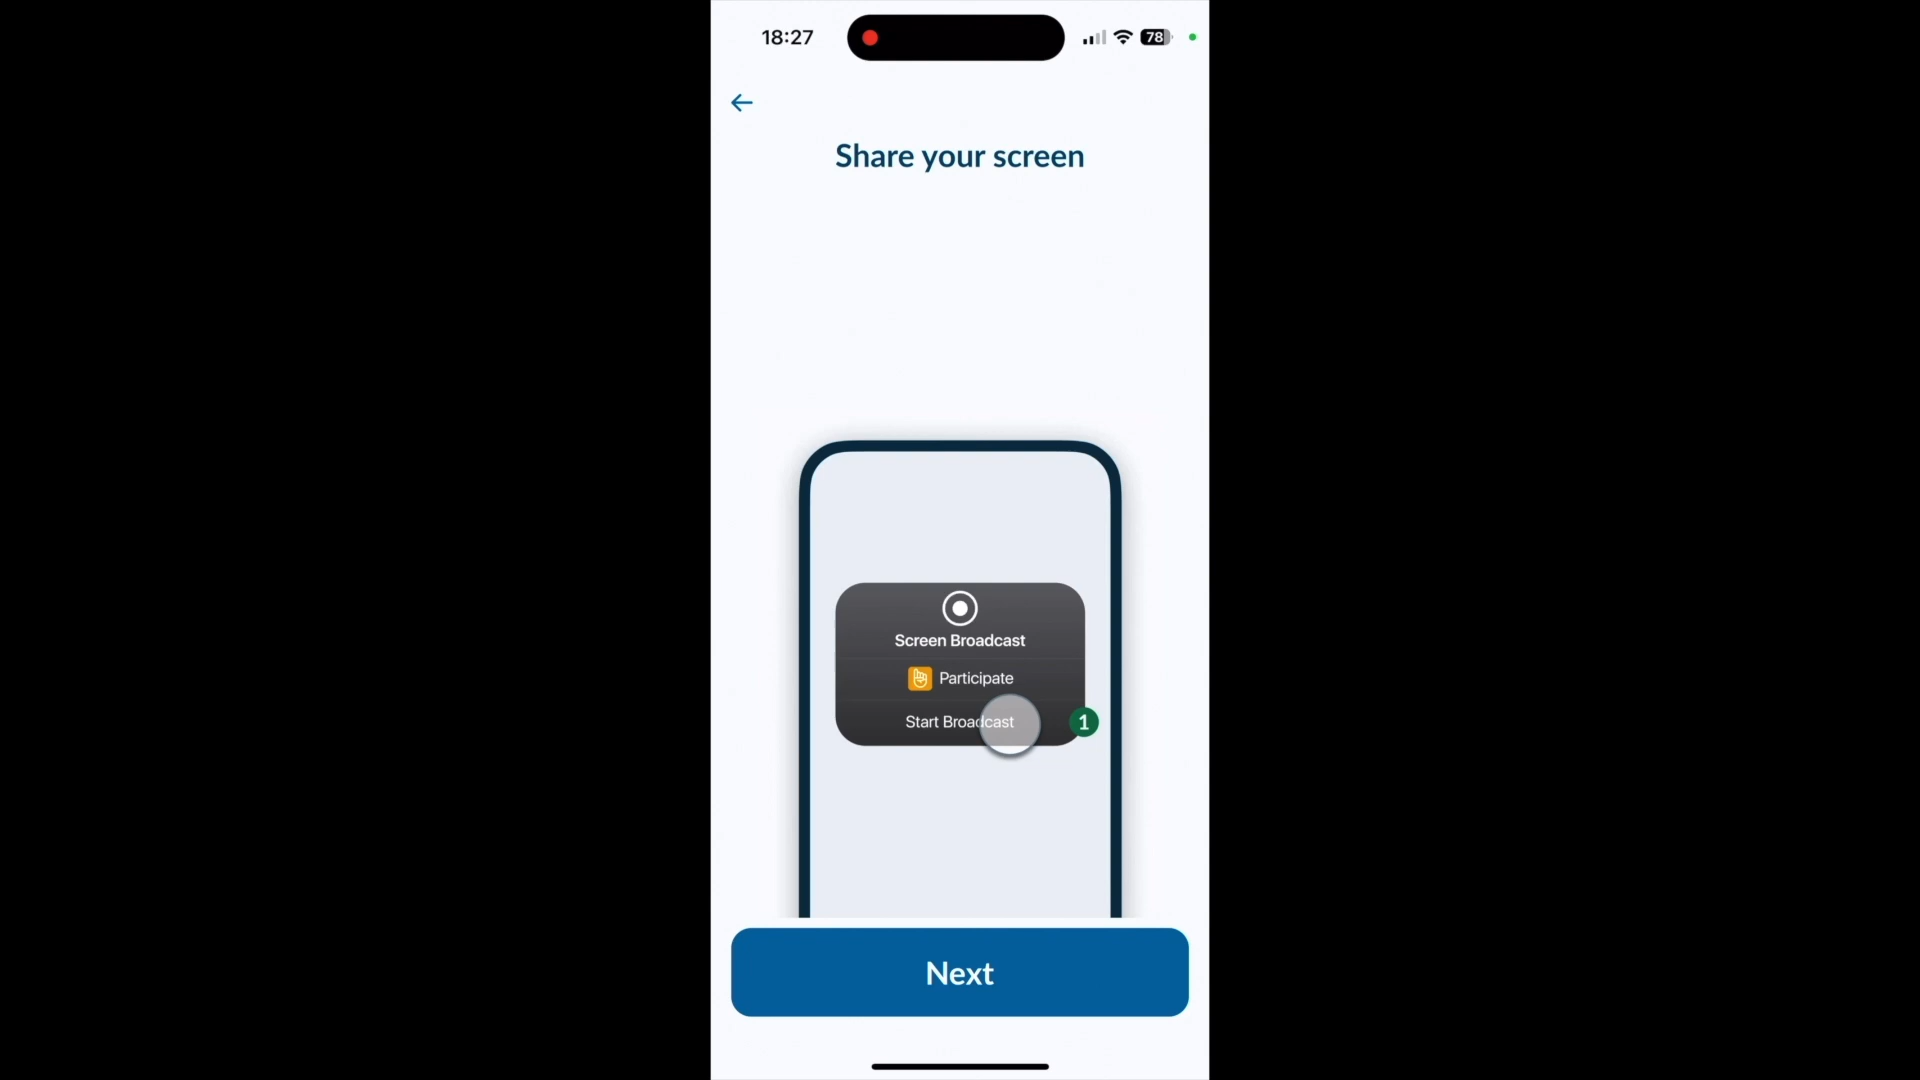 18:27
78
Share your screen
Screen Broadcast
Participate
Start Broadcast
1
Next